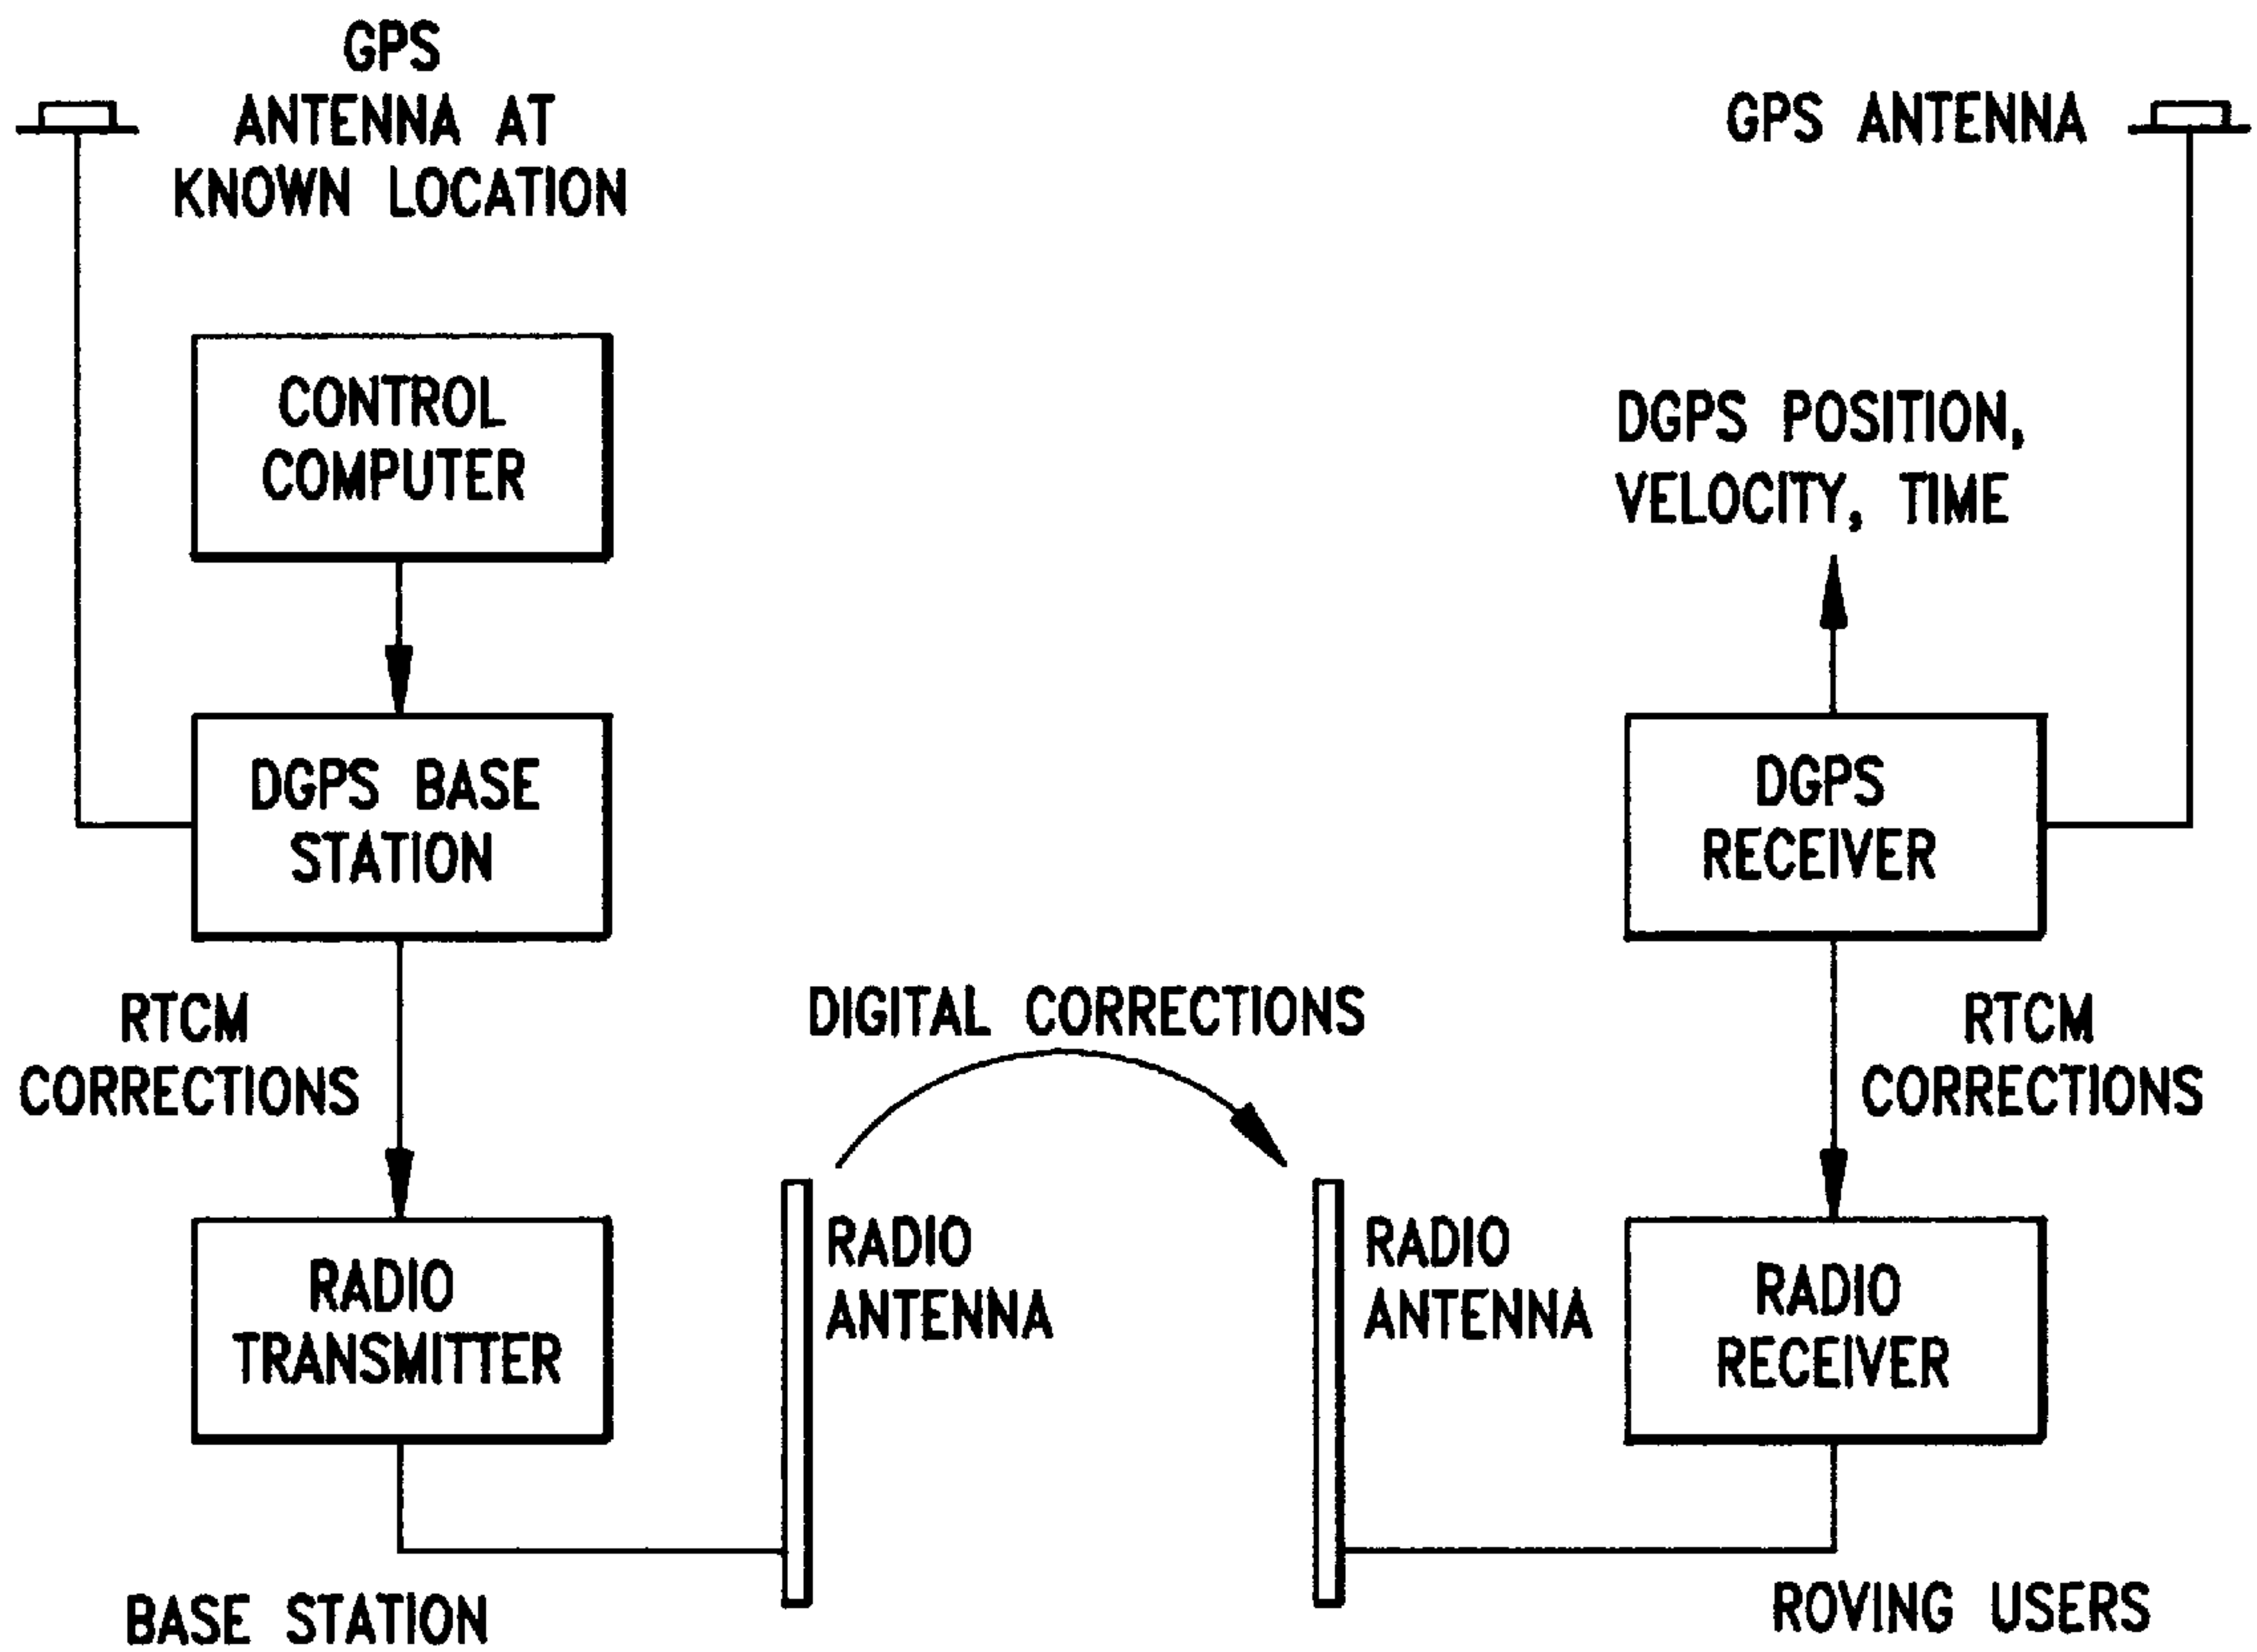 GPS
ANTENNA AT
KNOWN LOCATION
CONTROL
COMPUTER
DGPS BASE
STATION
RTCM
CORRECTIONS
RADIO
TRANSMITTER
BASE STATION
DIGITAL CORRECTIONS
RADIO
ANTENNA
RADIO
ANTENNA
GPS ANTENNA
DGPS POSITION,
VELOCITY, TIME
DGPS
RECEIVER
RTCM
CORRECTIONS
RADIO
RECEIVER
ROVING USERS